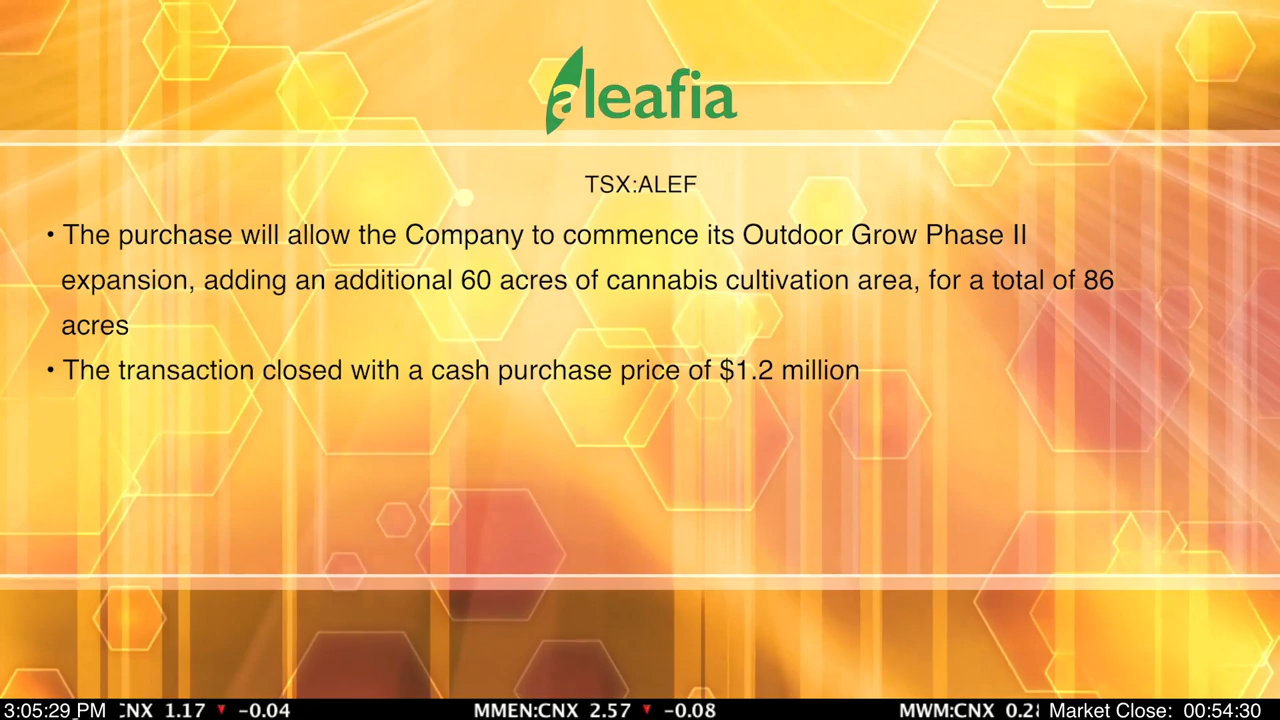 aleafia
TSX:ALEF
• The purchase will allow the Company to commence its Outdoor Grow Phase II
expansion, adding an additional 60 acres of cannabis cultivation area, for a total of 86
acres
• The transaction closed with a cash purchase price of $1.2 million
3:05:29 PM NX 1.17 ▼ -0.04 MMEN:CNX 2.57 ▼ -0.08 MWM:CNX Market Close: 00:54:30